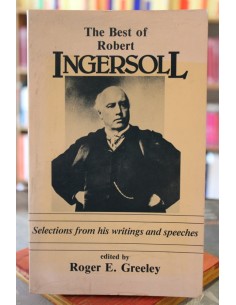 The Best of
Robert
INGERSOLL
Selections from his writings and speeches
edited by
Roger E. Greeley